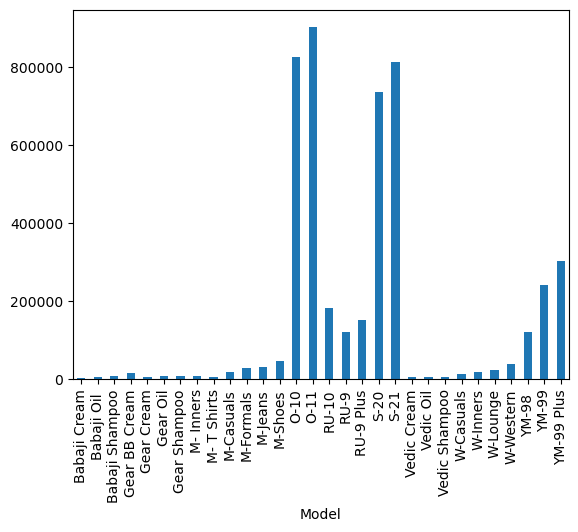 800000
600000
400000
200000
0
Babaji Cream
Babaji Oil
Babaji Shampoo
Gear BB Cream
Gear Cream
Gear Oil
Gear Shampoo
M- Inners
M- T Shirts
M-Casuals
M-Formals
M-Jeans
M-Shoes
O-10
O-11
RU-10
RU-9
RU-9 Plus
S-20
S-21
Vedic Cream
Vedic Oil
Vedic Shampoo
W-Casuals
W-Inners
W-Lounge
W-Western
YM-98
YM-99
YM-99 Plus
Model